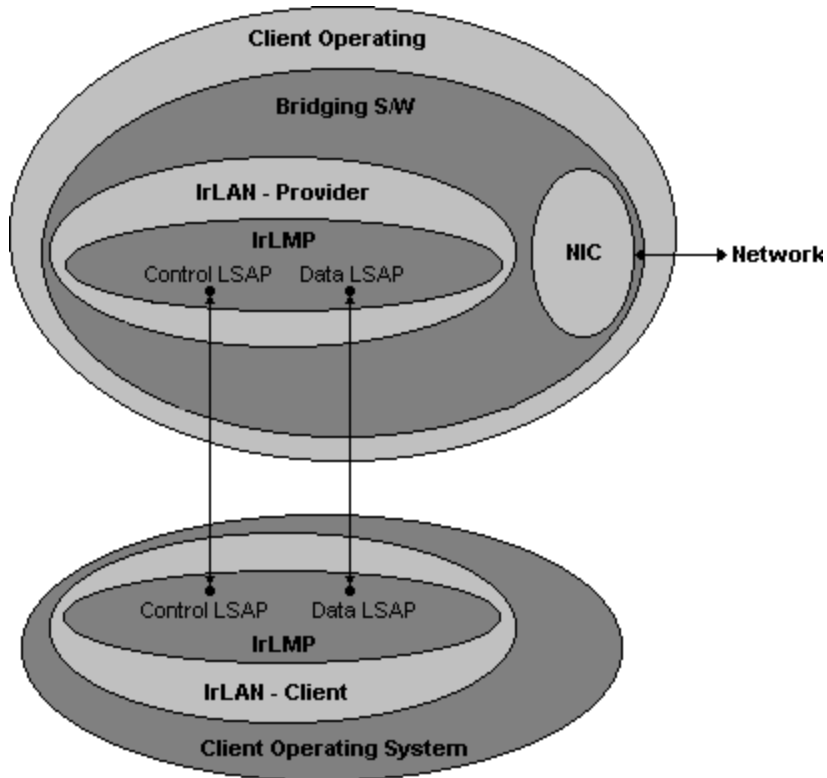 Client Operating
Bridging S/W
IrLAN - Provider
IrLMP
Control LSAP Data LSAP
NIC
Network
Control LSAP Data LSAP
IrLMP
IrLAN - Client
Client Operating System